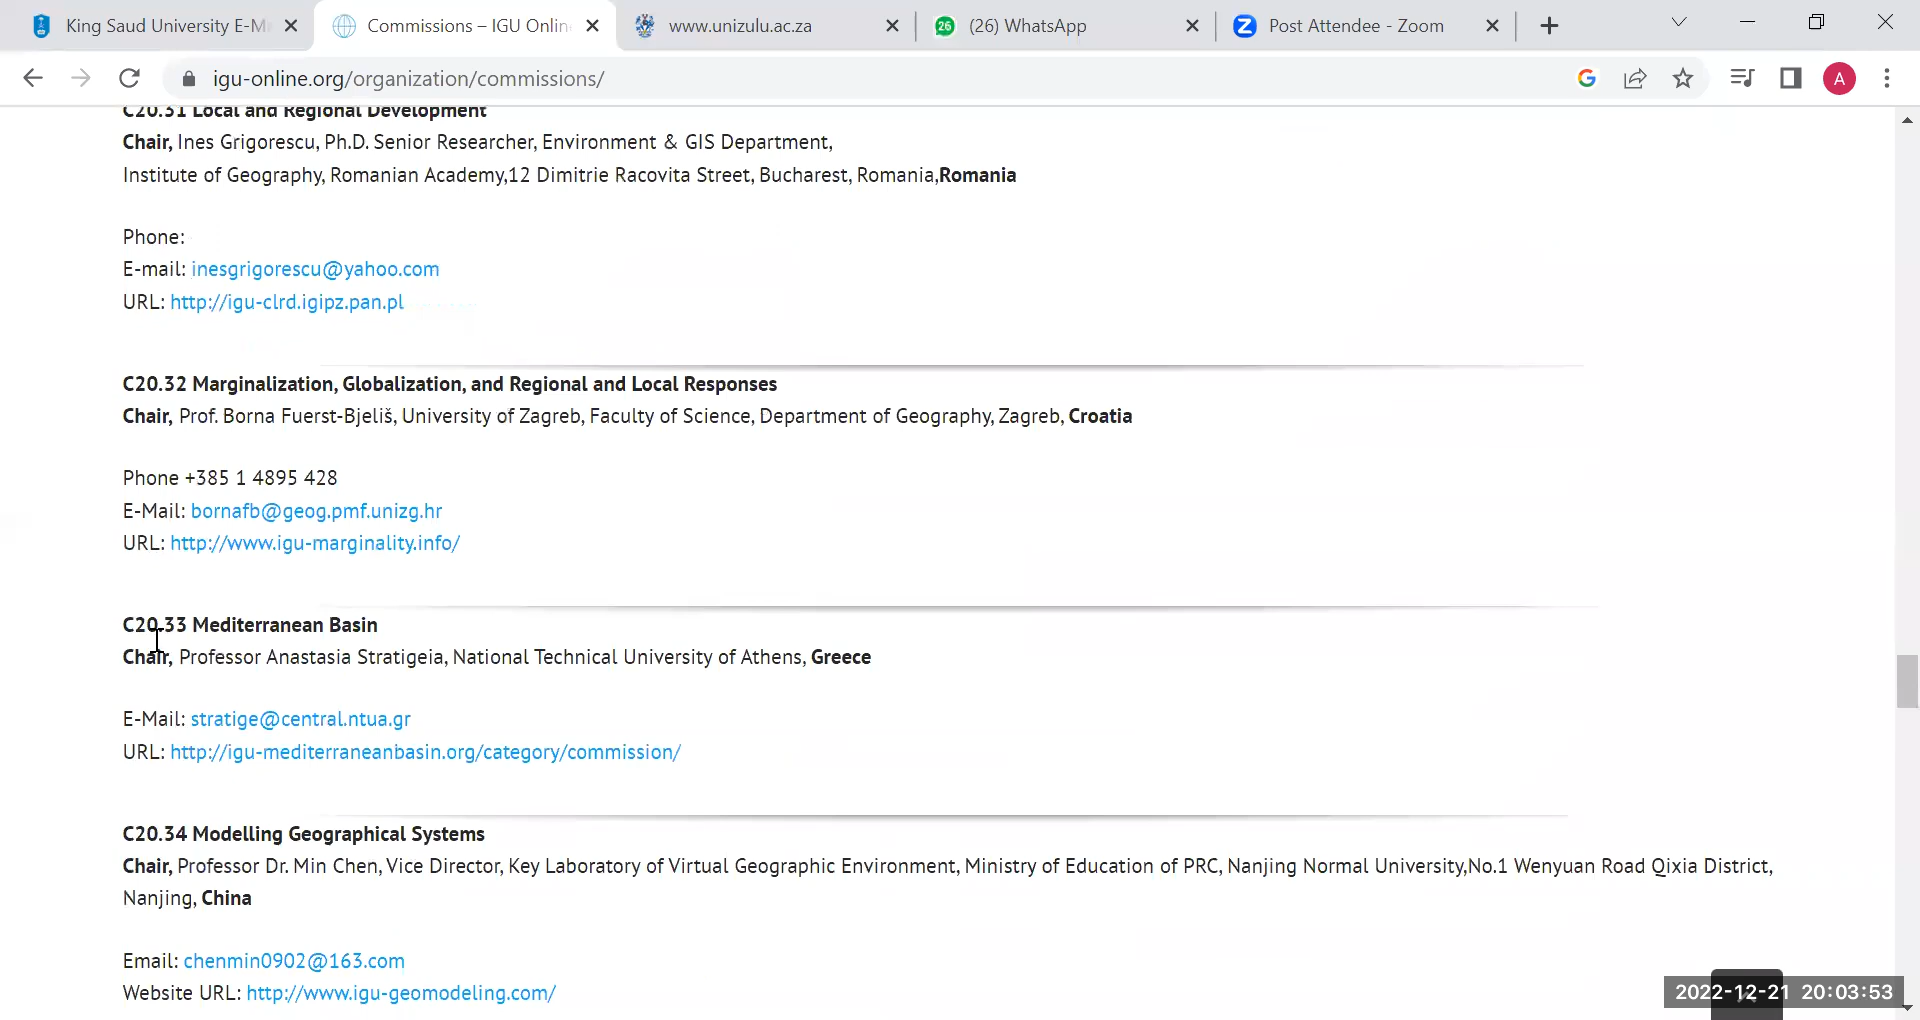 King Saud University E-M
Commissions – IGU Onlin
www.unizulu.ac.za
26
(26) WhatsApp
Z
Post Attendee - Zoom
igu-online.org/organization/commissions/
G
A
C20.31 Local and Regional Development
Chair, Ines Grigorescu, Ph.D. Senior Researcher, Environment & GIS Department,
Institute of Geography, Romanian Academy,12 Dimitrie Racovita Street, Bucharest, Romania,Romania
Phone:
E-mail: inesgrigorescu@yahoo.com
URL: http://igu-clrd.igipz.pan.pl
C20.32 Marginalization, Globalization, and Regional and Local Responses
Chair, Prof. Borna Fuerst-Bjeliš, University of Zagreb, Faculty of Science, Department of Geography, Zagreb, Croatia
Phone +385 1 4895 428
E-Mail: bornafb@geog.pmf.unizg.hr
URL: http://www.igu-marginality.info/
C20.33 Mediterranean Basin
Chair, Professor Anastasia Stratigeia, National Technical University of Athens, Greece
E-Mail: stratige@central.ntua.gr
URL: http://igu-mediterraneanbasin.org/category/commission/
C20.34 Modelling Geographical Systems
Chair, Professor Dr. Min Chen, Vice Director, Key Laboratory of Virtual Geographic Environment, Ministry of Education of PRC, Nanjing Normal University,No.1 Wenyuan Road Qixia District,
Nanjing, China
Email: chenmin0902@163.com
Website URL: http://www.igu-geomodeling.com/
2022-12-21 20:03:53